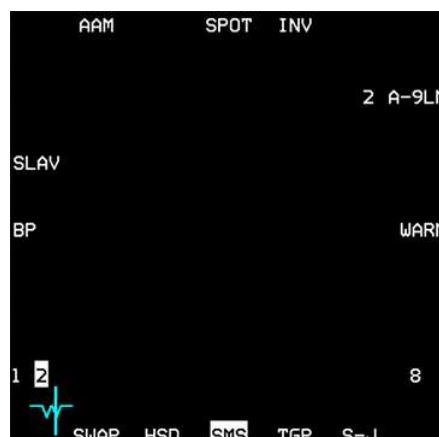 AAM SPOT INV
2 A-9LM
SLAV
BP WARM
1 2 8
SWAP HSD SMS TGP S-J